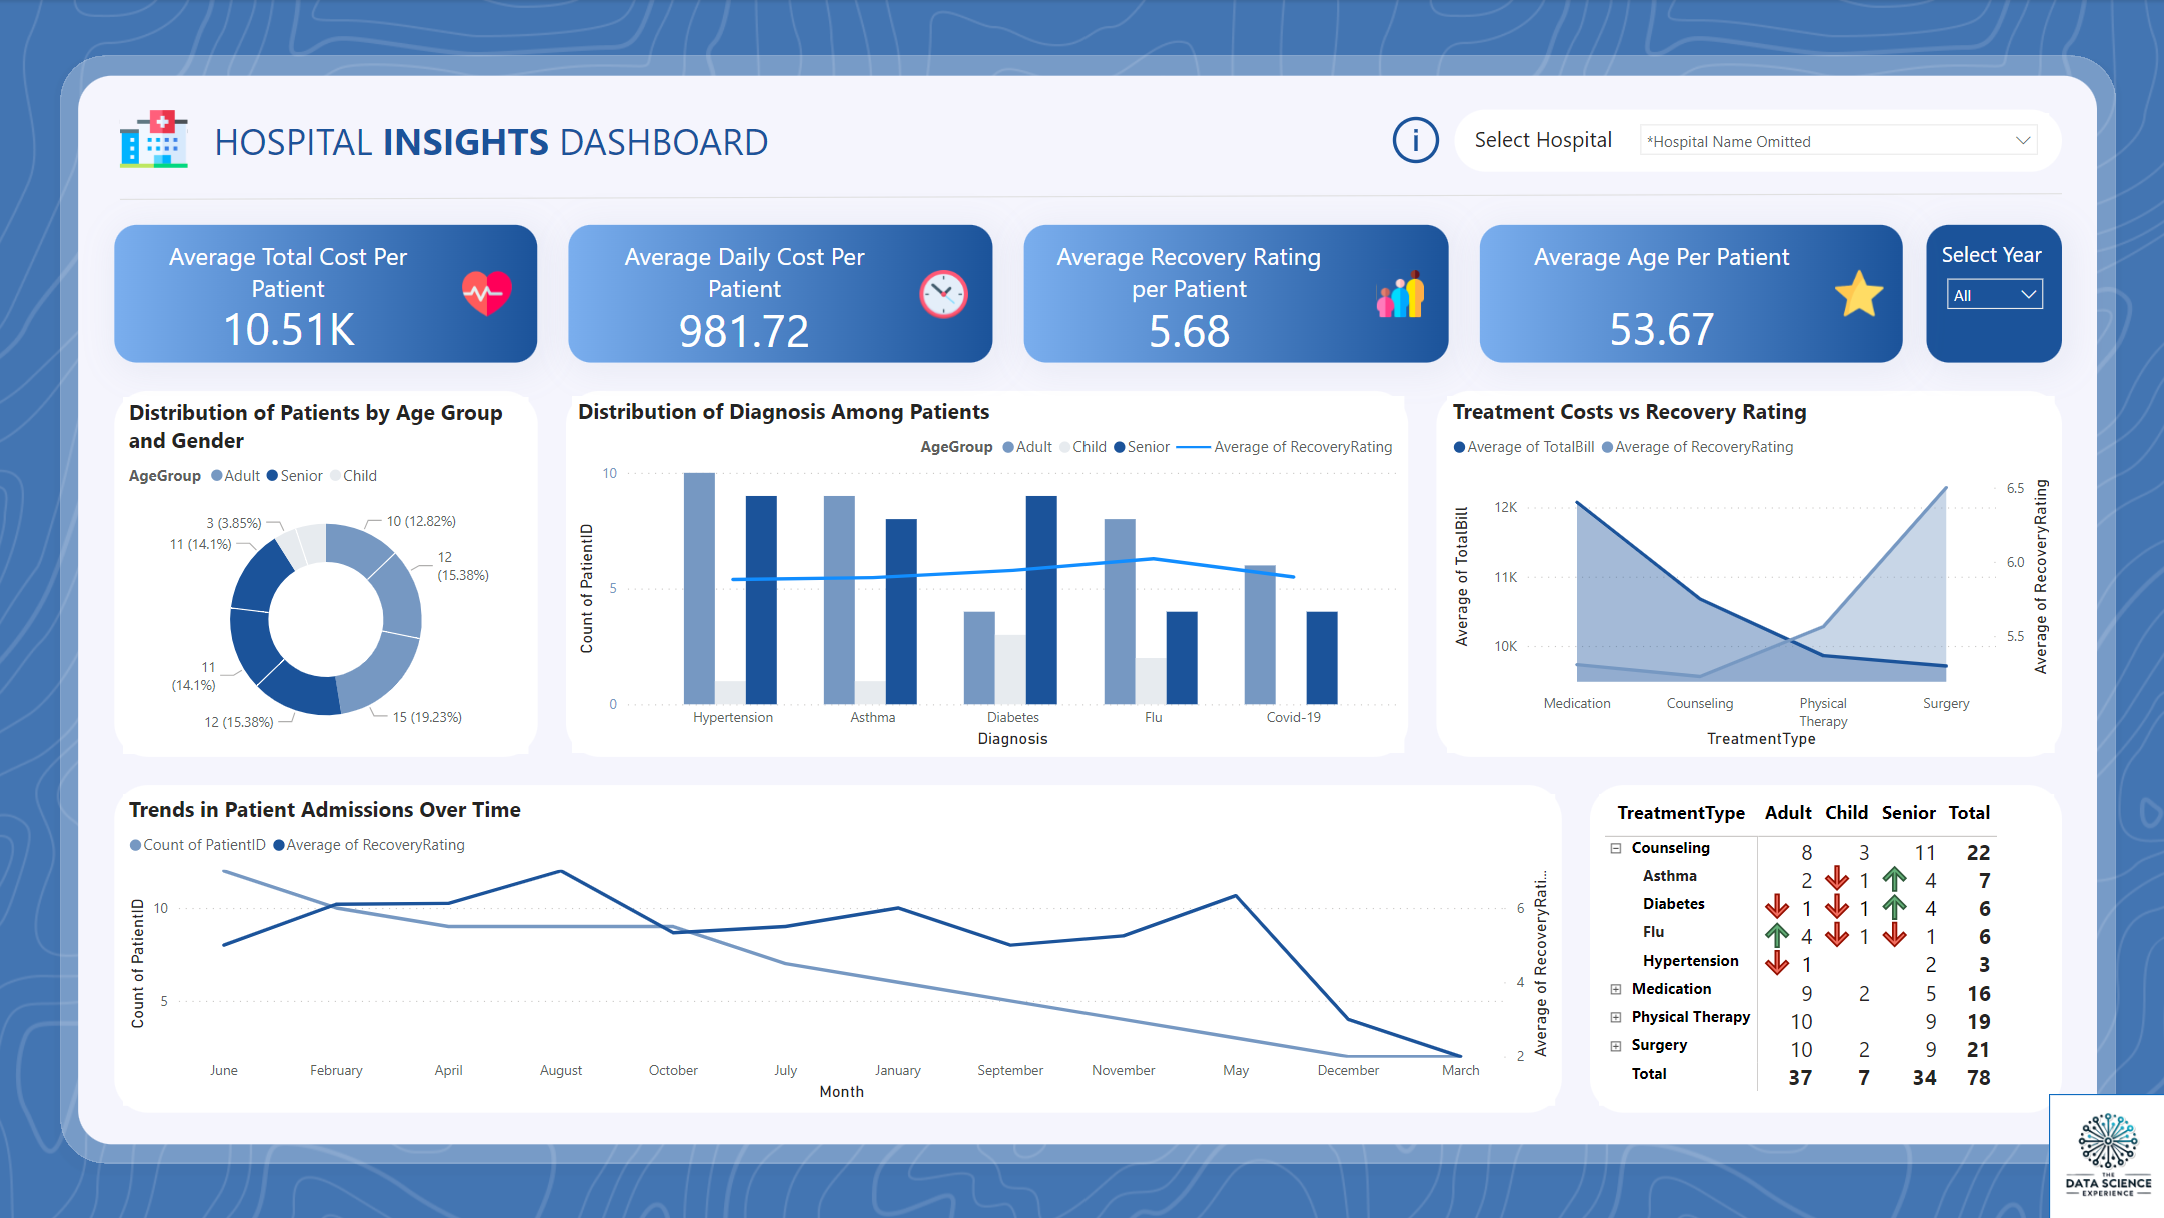 HOSPITAL INSIGHTS DASHBOARD
i
Select Hospital
*Hospital Name Omitted
Average Total Cost Per
Patient
10.51K
Average Daily Cost Per
Patient
981.72
Average Recovery Rating
per Patient
5.68
Average Age Per Patient
53.67
Select Year
All
Distribution of Patients by Age Group
and Gender
AgeGroup Adult Senior Child
3 (3.85%)
10 (12.82%)
11 (14.1%)
12
(15.38%)
11
(14.1%)
12 (15.38%)
15 (19.23%)
Distribution of Diagnosis Among Patients
AgeGroup Adult Child Senior Average of RecoveryRating
Count of PatientID
10
5
0
Hypertension Asthma Diabetes Flu Covid-19
Diagnosis
Treatment Costs vs Recovery Rating
Average of TotalBill Average of RecoveryRating
Average of TotalBill
12K
11K
10K
6.5
6.0
5.5
Average of RecoveryRating
Medication Counseling Physical Surgery
Therapy
TreatmentType
Trends in Patient Admissions Over Time
Count of PatientID Average of RecoveryRating
Count of PatientID
10
5
6
4
2
Average of RecoveryRati...
June February April August October July January September November May December March
Month
TreatmentType Adult Child Senior Total
Counseling 8 3 11 22
Asthma 2 1 4 7
Diabetes 1 1 4 6
Flu 4 1 1 6
Hypertension 1 2 3
Medication 9 2 5 16
Physical Therapy 10 9 19
Surgery 10 2 9 21
Total 37 7 34 78
THE
DATA SCIENCE
EXPERIENCE